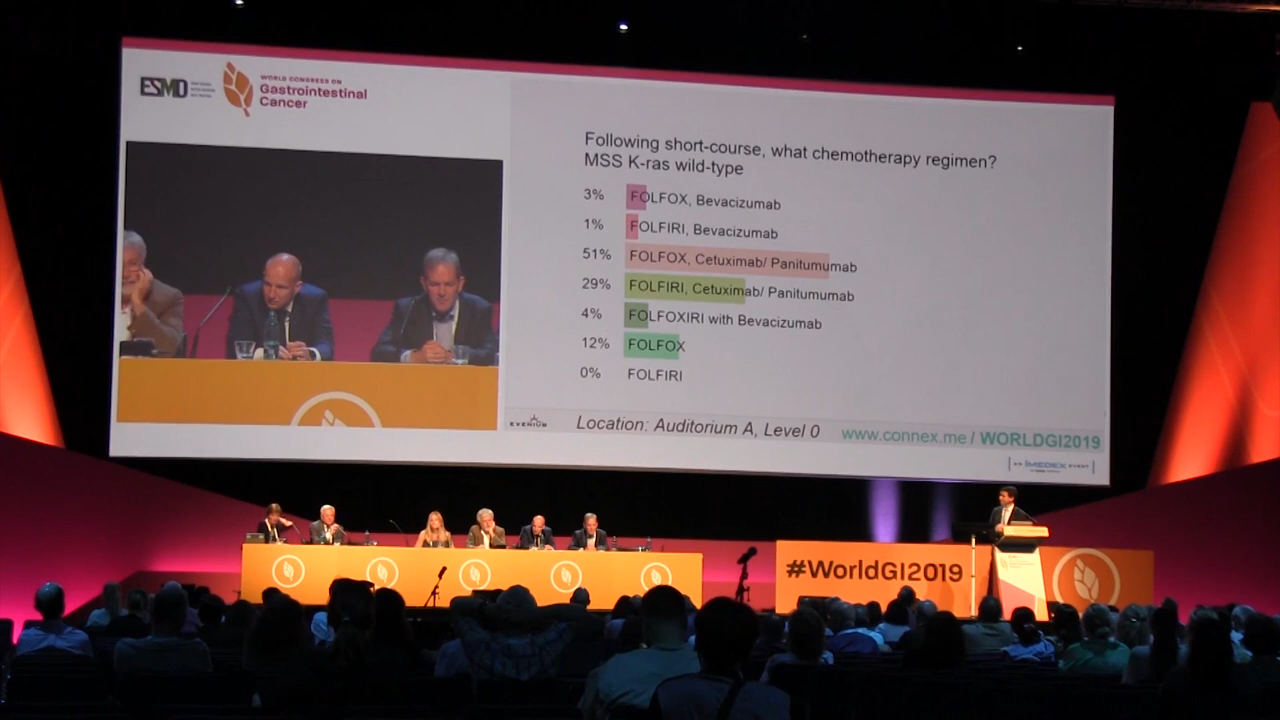 ESMO
WORLD CONGRESS ON
Gastrointestinal
Cancer
Following short-course, what chemotherapy regimen?
MSS K-ras wild-type
3% FOLFOX, Bevacizumab
1% FOLFIRI, Bevacizumab
51% FOLFOX, Cetuximab/ Panitumumab
29% FOLFIRI, Cetuximab/ Panitumumab
4% FOLFOXIRI with Bevacizumab
12% FOLFOX
0% FOLFIRI
EVENIUM
Location: Auditorium A, Level 0
www.connex.me / WORLDGI2019
AN IMEDEX EVENT
#WorldGI2019